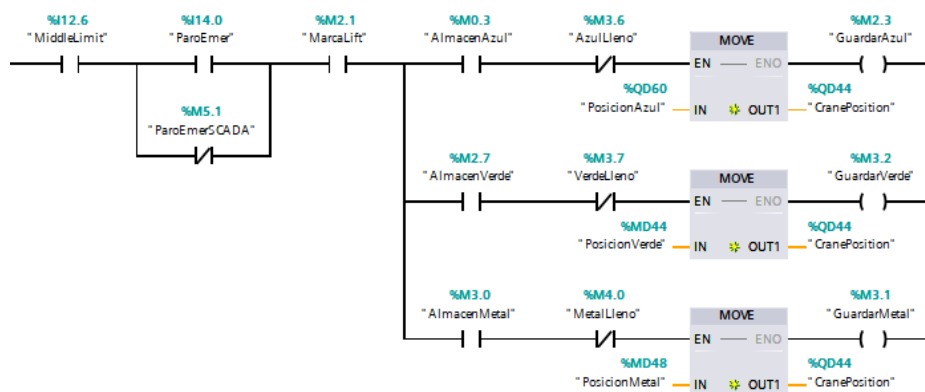 %I12.6 %I14.0 %M2.1 %M0.3 %M3.6 %M2.3
"MiddleLimit" "ParoEmer" "MarcaLift" "AlmacenAzul" "AzulLleno" MOVE "GuardarAzul"
EN ENO
%M5.1 %QD60 %QD44
"ParoEmerSCADA" "PosicionAzul" IN OUT1 "CranePosition"
%M2.7 %M3.7 %M3.2
"AlmacenVerde" "VerdeLleno" MOVE "GuardarVerde"
EN ENO
%MD44 %QD44
"PosicionVerde" IN OUT1 "CranePosition"
%M3.0 %M4.0 %M3.1
"AlmacenMetal" "MetalLleno" MOVE "GuardarMetal"
EN ENO
%MD48 %QD44
"PosicionMetal" IN OUT1 "CranePosition"